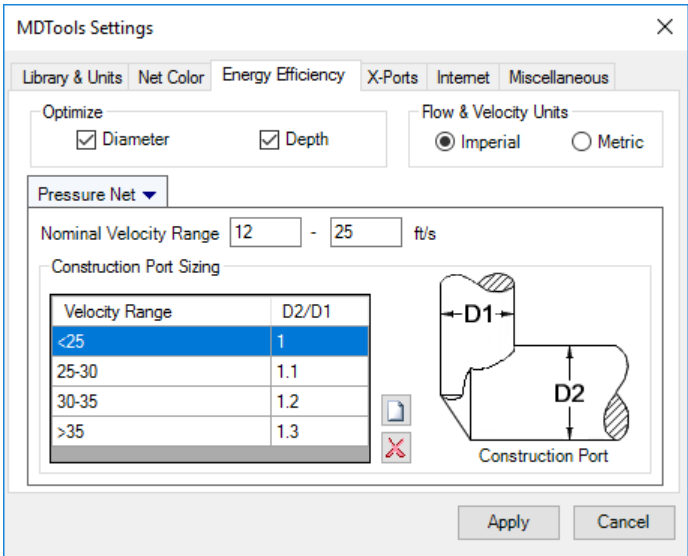 MDTools Settings
Library & Units Net Color Energy Efficiency X-Ports Internet Miscellaneous
Optimize
Diameter Depth
Flow & Velocity Units
Imperial Metric
Pressure Net
Nominal Velocity Range 12 - 25 ft/s
Construction Port Sizing
Velocity Range D2/D1
<25 1
25-30 1.1
30-35 1.2
>35 1.3
D1
D2
Construction Port
Apply Cancel